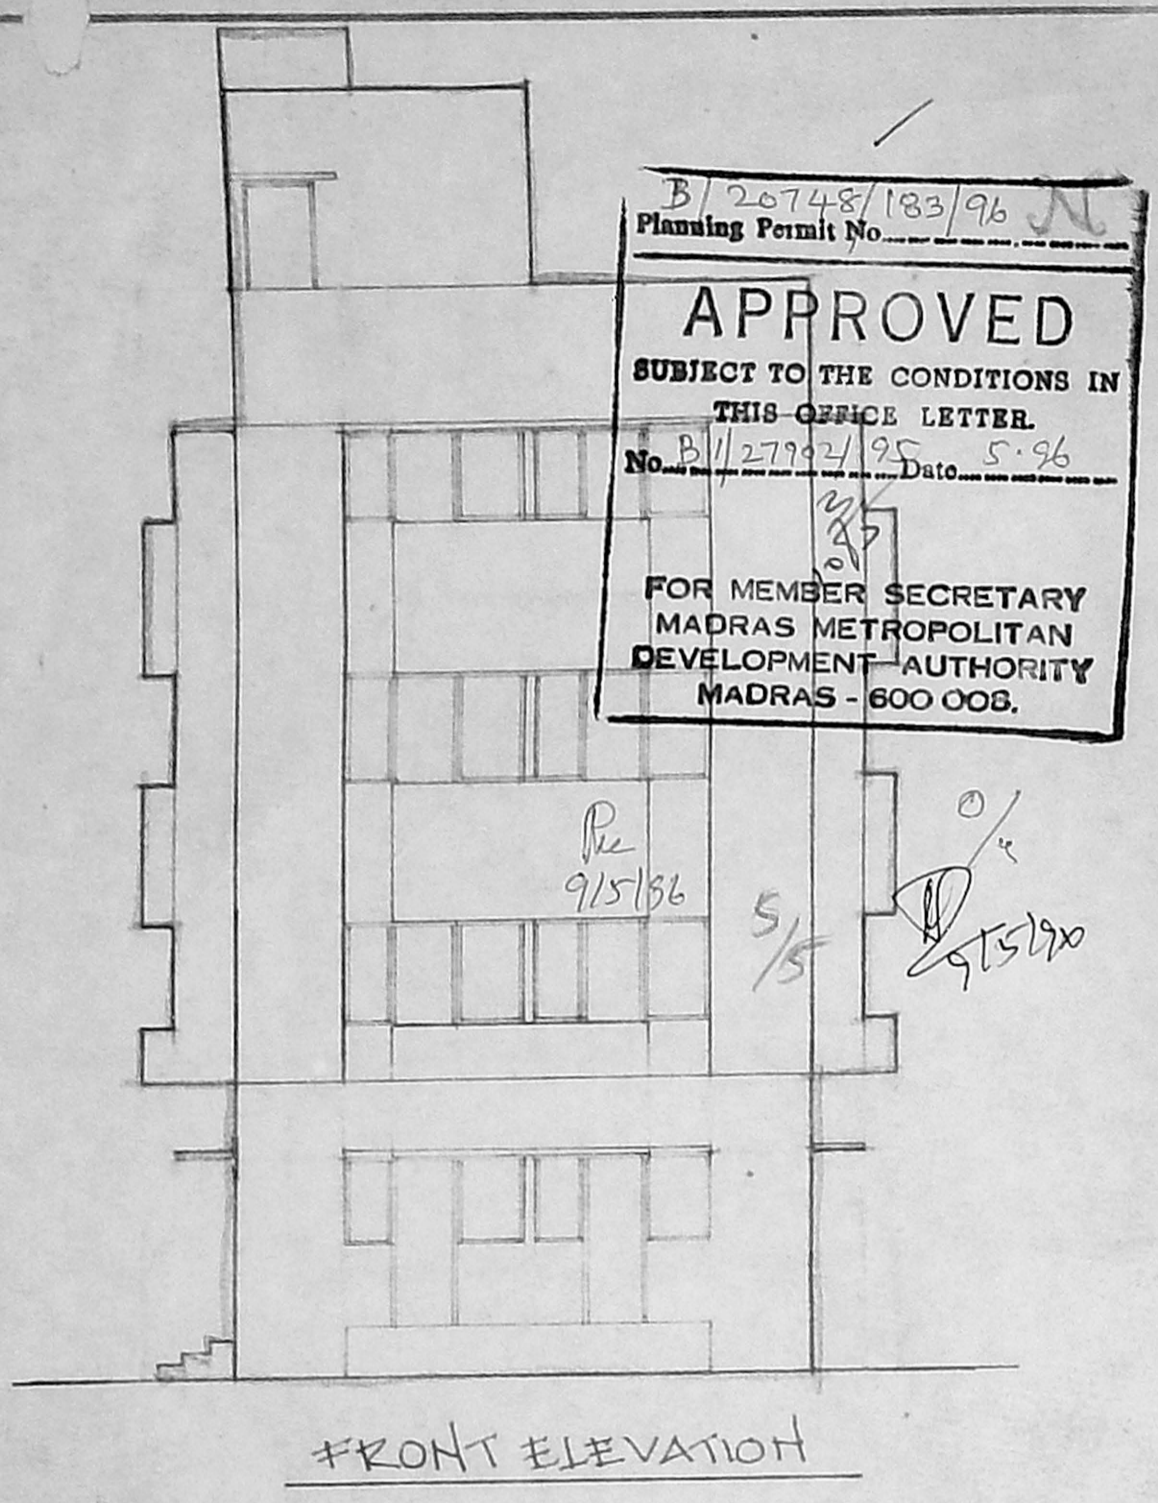 B/20748/183/96 N
Planning Permit No.
APPROVED
SUBJECT TO THE CONDITIONS IN
THIS OFFICE LETTER.
No. B1/27902/95 Date 5.96
FOR MEMBER SECRETARY
MADRAS METROPOLITAN
DEVELOPMENT AUTHORITY
MADRAS - 600 008.
9/5/96
5/5
FRONT ELEVATION